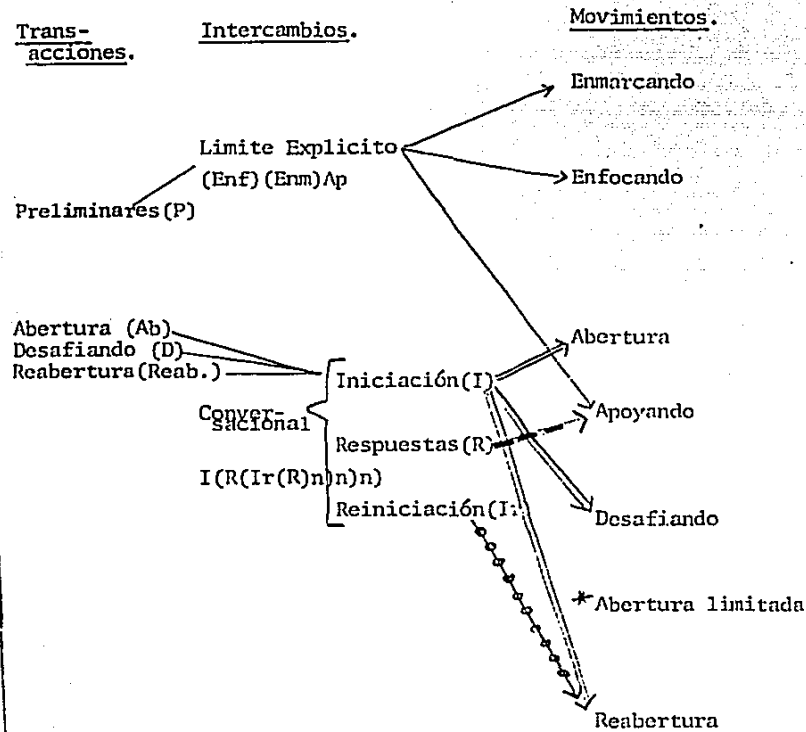 Trans-
acciones.
Intercambios.
Movimientos.
Enmarcando
Limite Explicito
(Enf)(Enm)Ap
Enfocando
Preliminares(P)
Abertura (Ab)
Desafiando (D)
Reabertura(Reab.)
Abertura
Iniciación(I)
Conver-
sacional
Apoyando
Respuestas(R)
I(R(Ir(R)n)n)n)
Reiniciación(I
Desafiando
*Abertura limitada
Reabertura